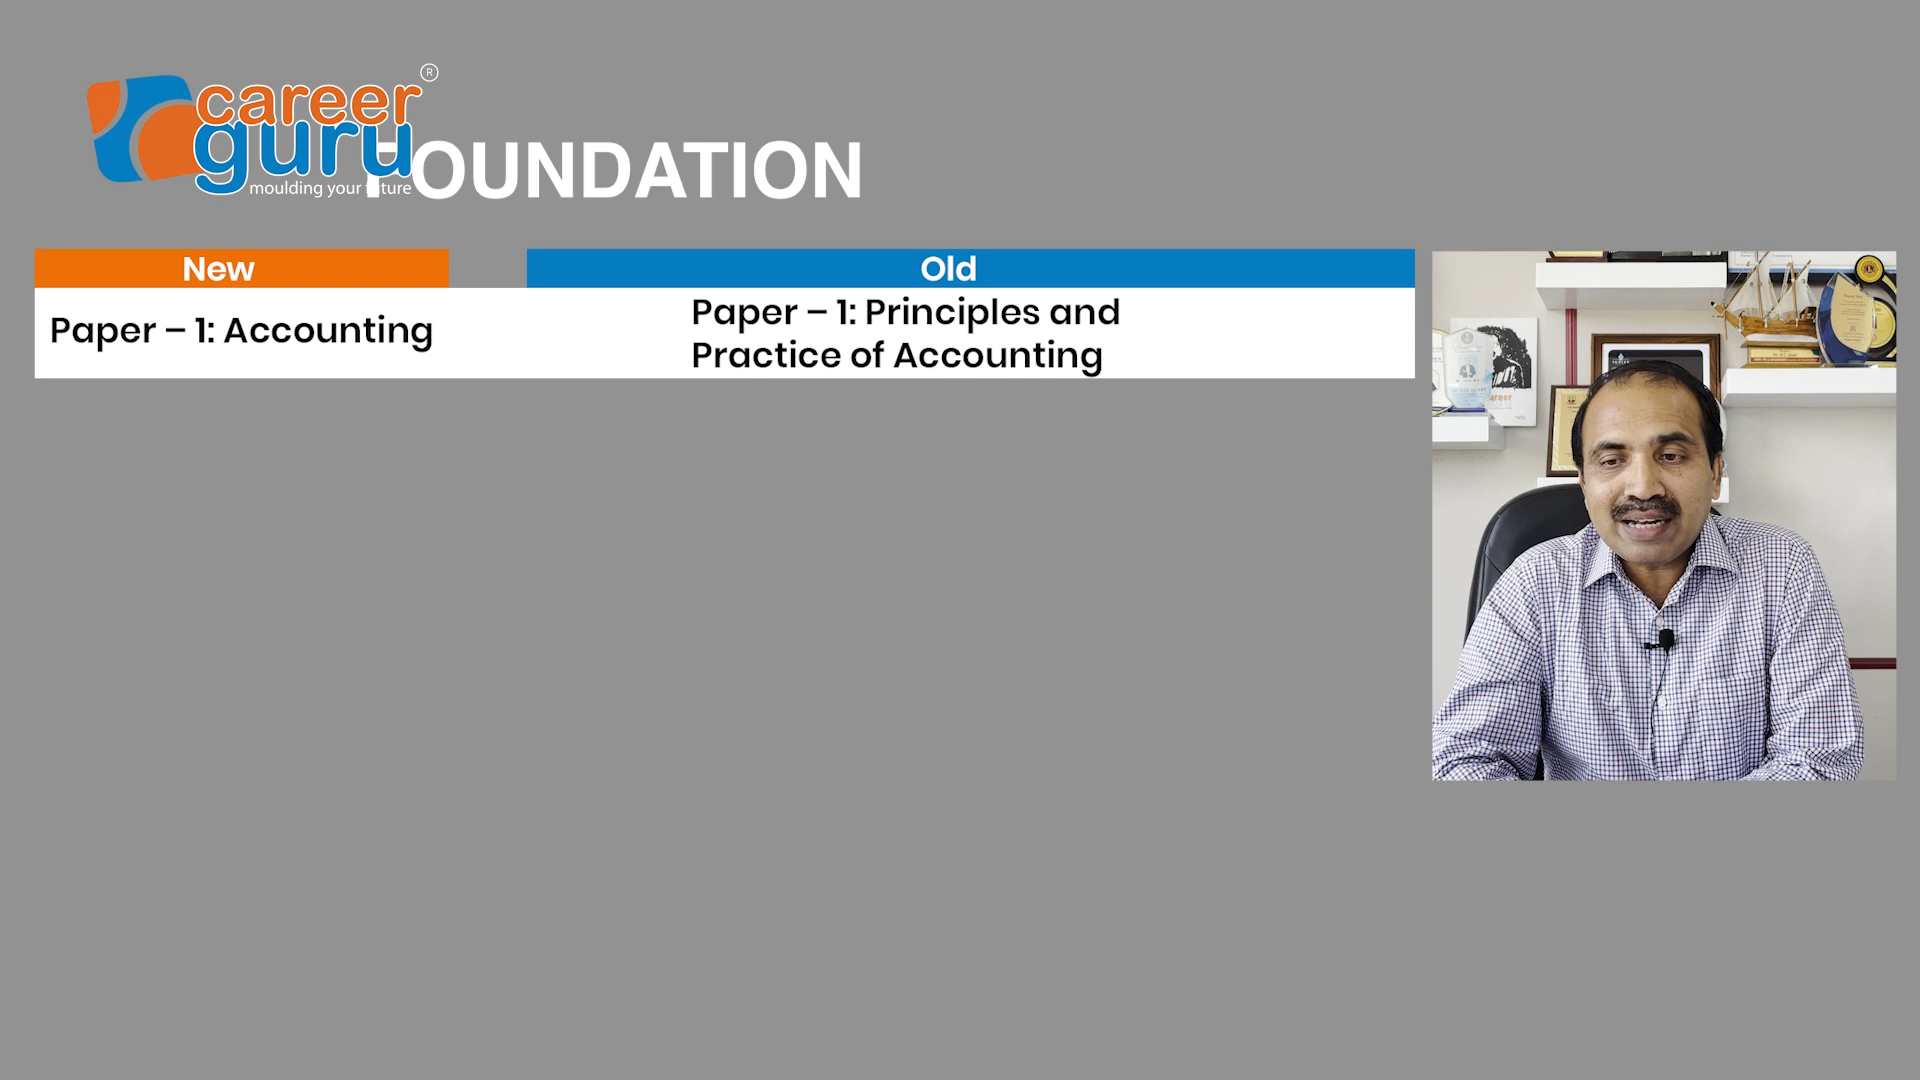 career
guru
®
moulding your future
FOUNDATION
New
Old
Paper – 1: Accounting
Paper – 1: Principles and
Practice of Accounting